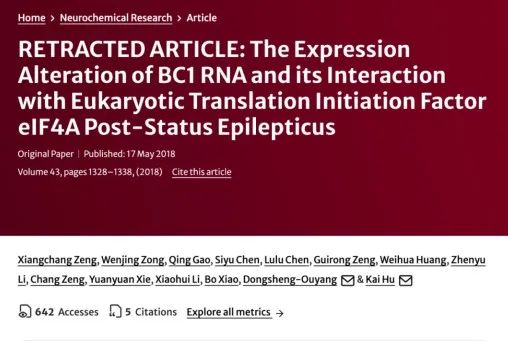 Home > Neurochemical Research > Article
RETRACTED ARTICLE: The Expression
Alteration of BC1 RNA and its Interaction
with Eukaryotic Translation Initiation Factor
eIF4A Post-Status Epilepticus
Original Paper | Published: 17 May 2018
Volume 43, pages 1328–1338, (2018) Cite this article
Xiangchang Zeng, Wenjing Zong, Qing Gao, Siyu Chen, Lulu Chen, Guirong Zeng, Weihua Huang, Zhenyu
Li, Chang Zeng, Yuanyuan Xie, Xiaohui Li, Bo Xiao, Dongsheng-Ouyang & Kai Hu
642 Accesses 5 Citations Explore all metrics →